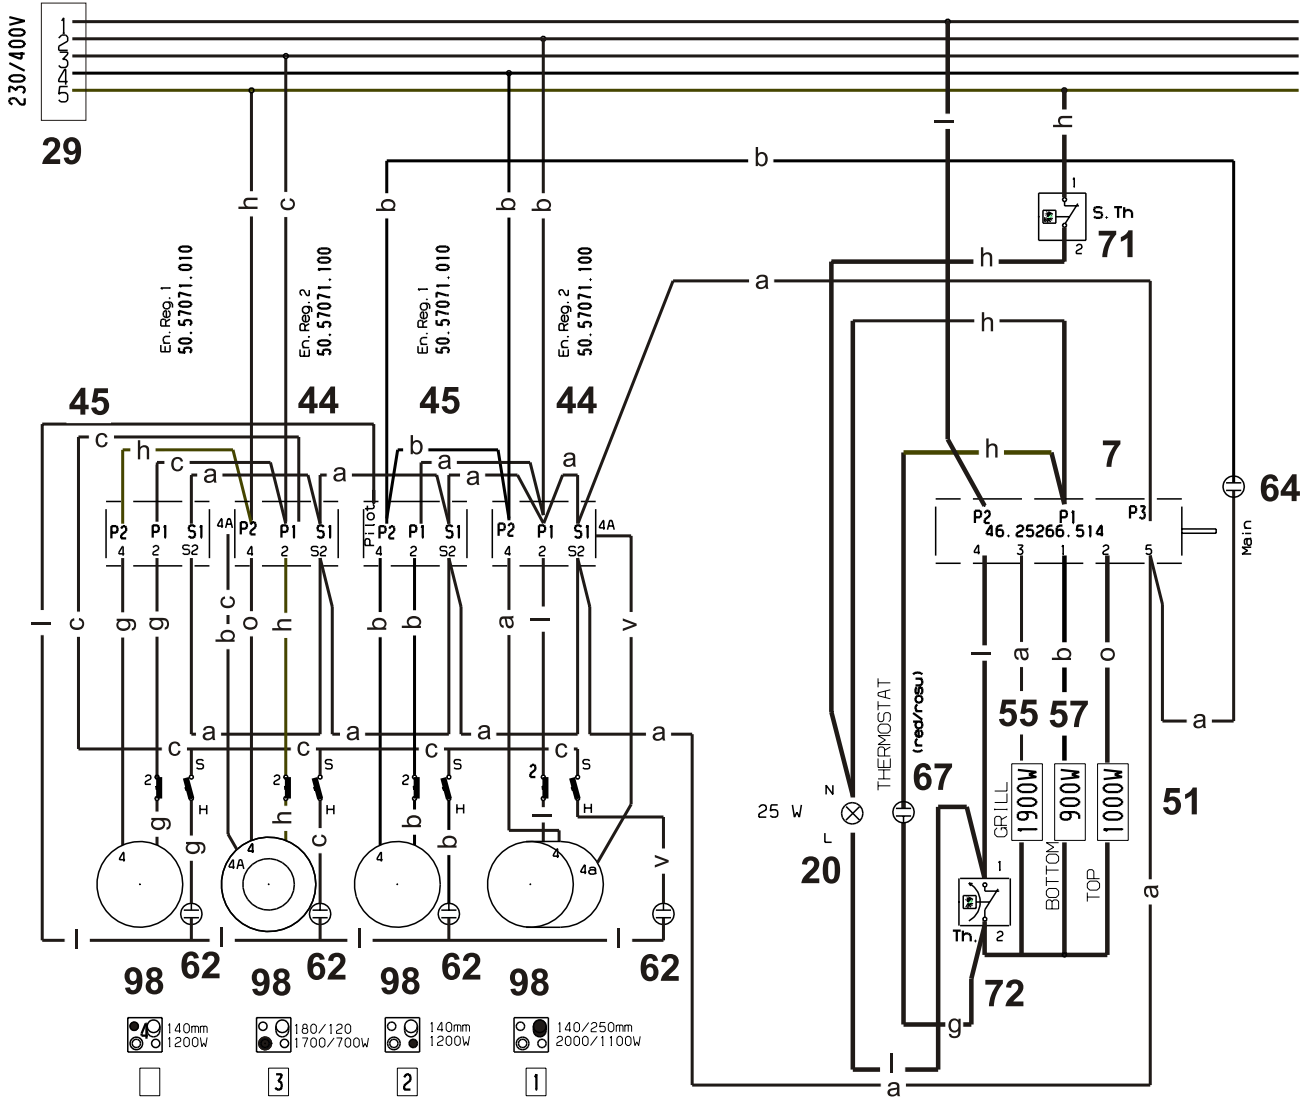 230/400V
1
2
3
4
5
29
h
c
b
b
b
b
l
h
1
S. Th
71
2
h
a
h
En. Reg. 1
50.57071.010
En. Reg. 2
50.57071.100
En. Reg. 1
50.57071.010
En. Reg. 2
50.57071.100
45
44
45
44
7
64
Main
c
h
c
a
a
b
a
a
a
h
P2 P1 S1
4 2 S2
4A
P2 P1 S1
2 S2
Pilot
P2 P1 S1
4 2
P2 P1 S1
2 S2
4A
P2 P1 P3
46.25266.514
4 3 1 2 5
l
c
g
g
b-c
o
h
b
b
a
l
v
l
a
b
o
a
a
a
a
a
c
c
c
c
2
S
H
2
S
H
2
S
H
2
S
H
g
g
h
c
b
b
l
v
THERMOSTAT
(red/rosu)
67
55
57
51
GRILL
1900W
BOTTOM
900W
TOP
1000W
25 W
N
L
20
1
Th.
2
72
g
a
l
a
4
4A
4
4
4
4a
l
l
l
l
62
62
62
62
98
98
98
98
4
140mm
1200W
180/120
1700/700W
140mm
1200W
140/250mm
2000/1100W
3
2
1